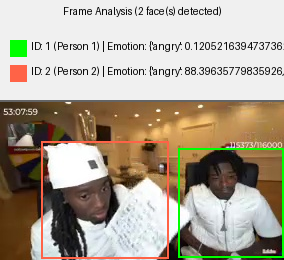 Frame Analysis (2 face(s) detected)
ID: 1 (Person 1) | Emotion: {'angry': 0.120521639473736
ID: 2 (Person 2) | Emotion: {'angry': 88.39635779835926,
53:07:59
115373/116000